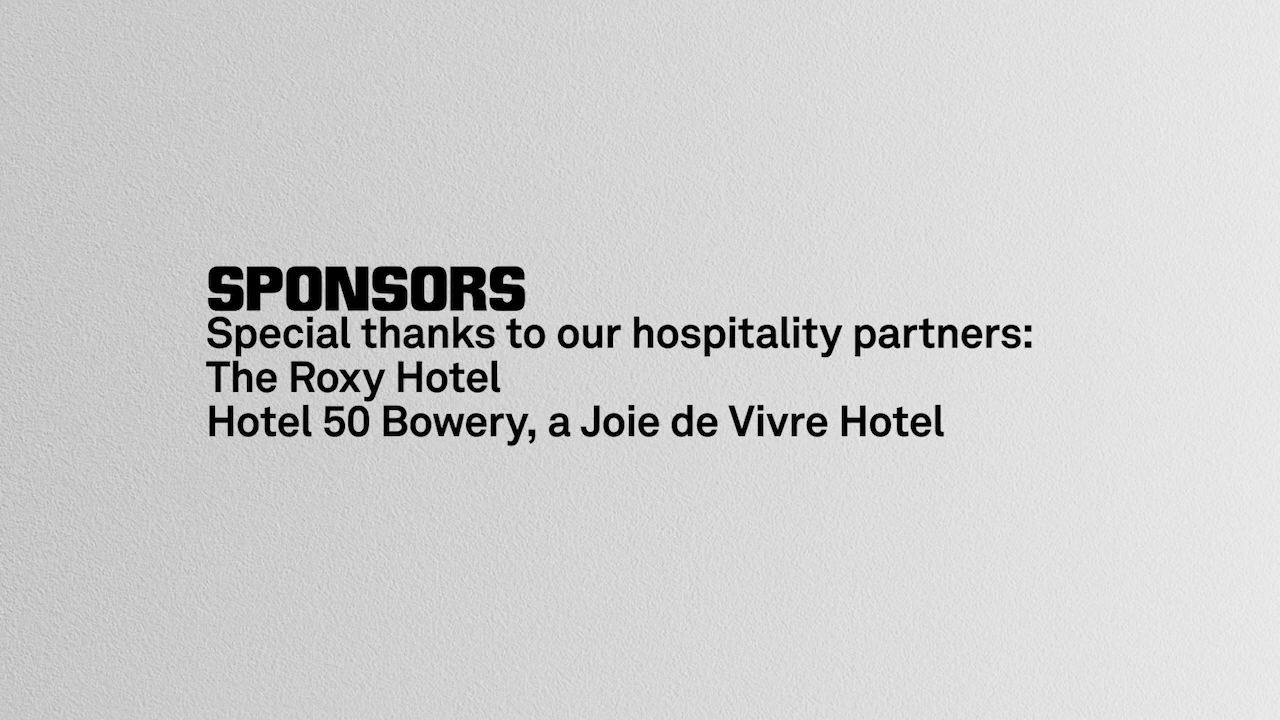 SPONSORS
Special thanks to our hospitality partners:
The Roxy Hotel
Hotel 50 Bowery, a Joie de Vivre Hotel